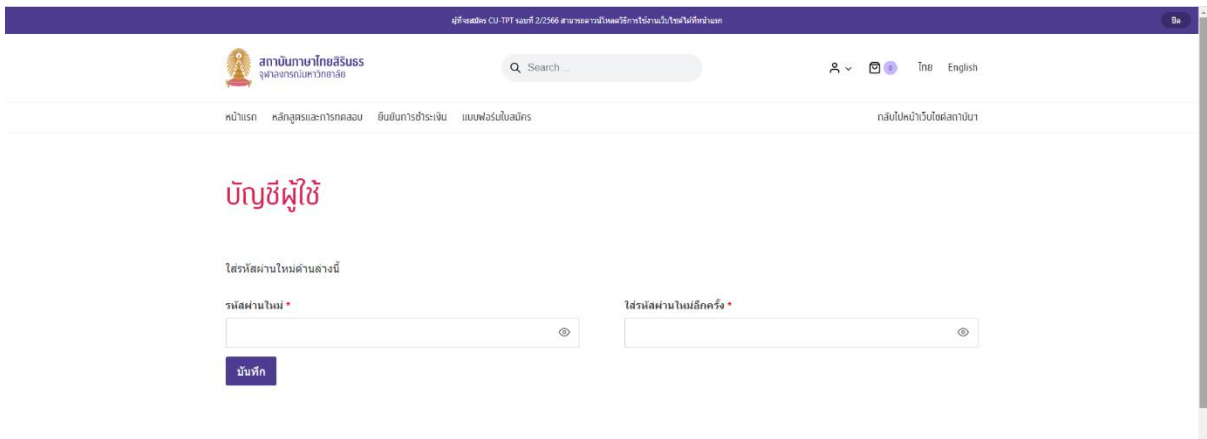 ผู้ที่จะสมัคร CU-TPT รอบที่ 2/2566 สามารถดาวน์โหลดวิธีการใช้งานเว็บไซต์ได้ที่หน้าแรก
ปิด
สถาบันภาษาไทยสิรินธร
จุฬาลงกรณ์มหาวิทยาลัย
Search ...
0
ไทย English
หน้าแรก หลักสูตรและการทดสอบ ยืนยันการชำระเงิน แบบฟอร์มใบสมัคร กลับไปหน้าเว็บไซต์สถาบันฯ
บัญชีผู้ใช้
ใส่รหัสผ่านใหม่ด้านล่างนี้
รหัสผ่านใหม่ * ใส่รหัสผ่านใหม่อีกครั้ง *
บันทึก